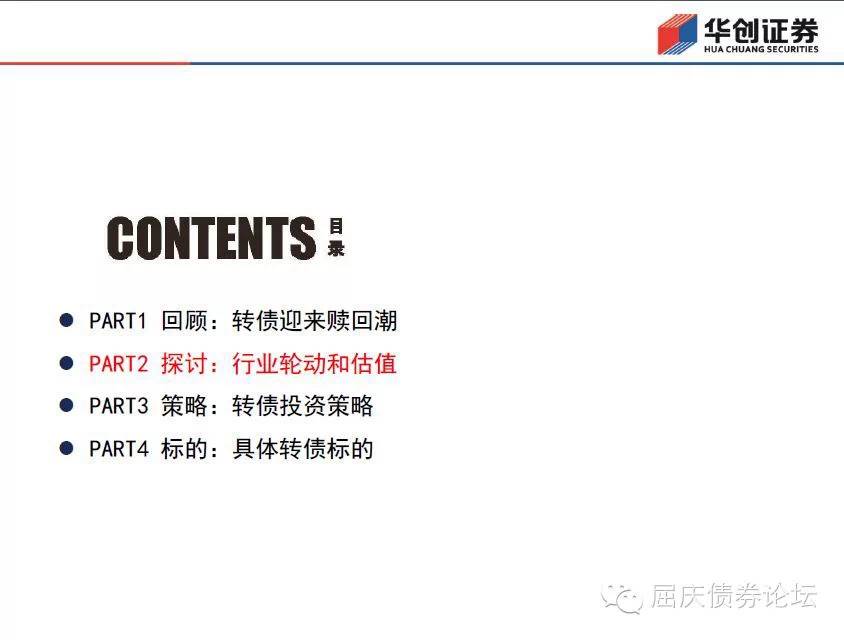 华创证券
HUA CHUANG SECURITIES
CONTENTS 目录
PART1 回顾：转债迎来赎回潮
PART2 探讨：行业轮动和估值
PART3 策略：转债投资策略
PART4 标的：具体转债标的
屈庆债券论坛